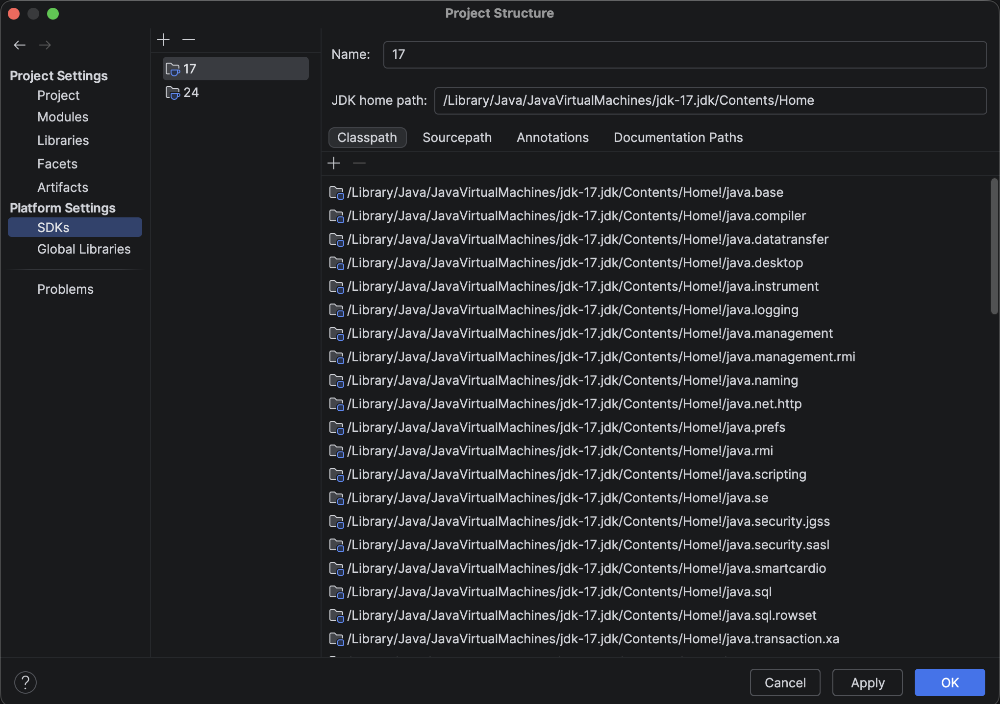 Project Structure
Project Settings
Project
Modules
Libraries
Facets
Artifacts
Platform Settings
SDKs
Global Libraries
Problems
17
24
Name: 17
JDK home path: /Library/Java/JavaVirtualMachines/jdk-17.jdk/Contents/Home
Classpath Sourcepath Annotations Documentation Paths
/Library/Java/JavaVirtualMachines/jdk-17.jdk/Contents/Home!/java.base
/Library/Java/JavaVirtualMachines/jdk-17.jdk/Contents/Home!/java.compiler
/Library/Java/JavaVirtualMachines/jdk-17.jdk/Contents/Home!/java.datatransfer
/Library/Java/JavaVirtualMachines/jdk-17.jdk/Contents/Home!/java.desktop
/Library/Java/JavaVirtualMachines/jdk-17.jdk/Contents/Home!/java.instrument
/Library/Java/JavaVirtualMachines/jdk-17.jdk/Contents/Home!/java.logging
/Library/Java/JavaVirtualMachines/jdk-17.jdk/Contents/Home!/java.management
/Library/Java/JavaVirtualMachines/jdk-17.jdk/Contents/Home!/java.management.rmi
/Library/Java/JavaVirtualMachines/jdk-17.jdk/Contents/Home!/java.naming
/Library/Java/JavaVirtualMachines/jdk-17.jdk/Contents/Home!/java.net.http
/Library/Java/JavaVirtualMachines/jdk-17.jdk/Contents/Home!/java.prefs
/Library/Java/JavaVirtualMachines/jdk-17.jdk/Contents/Home!/java.rmi
/Library/Java/JavaVirtualMachines/jdk-17.jdk/Contents/Home!/java.scripting
/Library/Java/JavaVirtualMachines/jdk-17.jdk/Contents/Home!/java.se
/Library/Java/JavaVirtualMachines/jdk-17.jdk/Contents/Home!/java.security.jgss
/Library/Java/JavaVirtualMachines/jdk-17.jdk/Contents/Home!/java.security.sasl
/Library/Java/JavaVirtualMachines/jdk-17.jdk/Contents/Home!/java.smartcardio
/Library/Java/JavaVirtualMachines/jdk-17.jdk/Contents/Home!/java.sql
/Library/Java/JavaVirtualMachines/jdk-17.jdk/Contents/Home!/java.sql.rowset
/Library/Java/JavaVirtualMachines/jdk-17.jdk/Contents/Home!/java.transaction.xa
? Cancel Apply OK